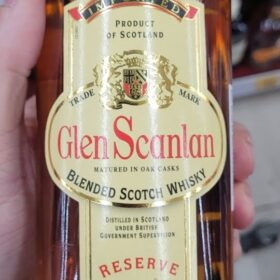 IMPORTED
PRODUCT
OF SCOTLAND
TRADE MARK
Glen Scanlan
MATURED IN OAK CASKS
BLENDED SCOTCH WHISKY
DISTILLED IN SCOTLAND
UNDER BRITISH
GOVERNMENT SUPERVISION
RESERVE